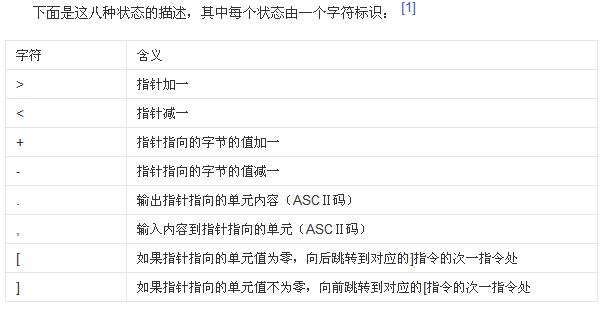 下面是这八种状态的描述，其中每个状态由一个字符标识： [1]
字符 含义
> 指针加一
< 指针减一
+ 指针指向的字节的值加一
- 指针指向的字节的值减一
. 输出指针指向的单元内容（ASCⅡ码）
, 输入内容到指针指向的单元（ASCⅡ码）
[ 如果指针指向的单元值为零，向后跳转到对应的]指令的次一指令处
] 如果指针指向的单元值不为零，向前跳转到对应的[指令的次一指令处